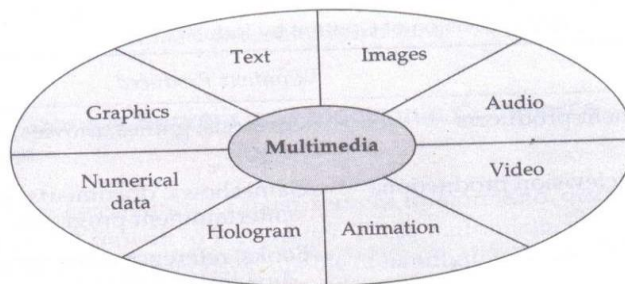 Text
Images
Graphics
Audio
Multimedia
Numerical
data
Video
Hologram
Animation